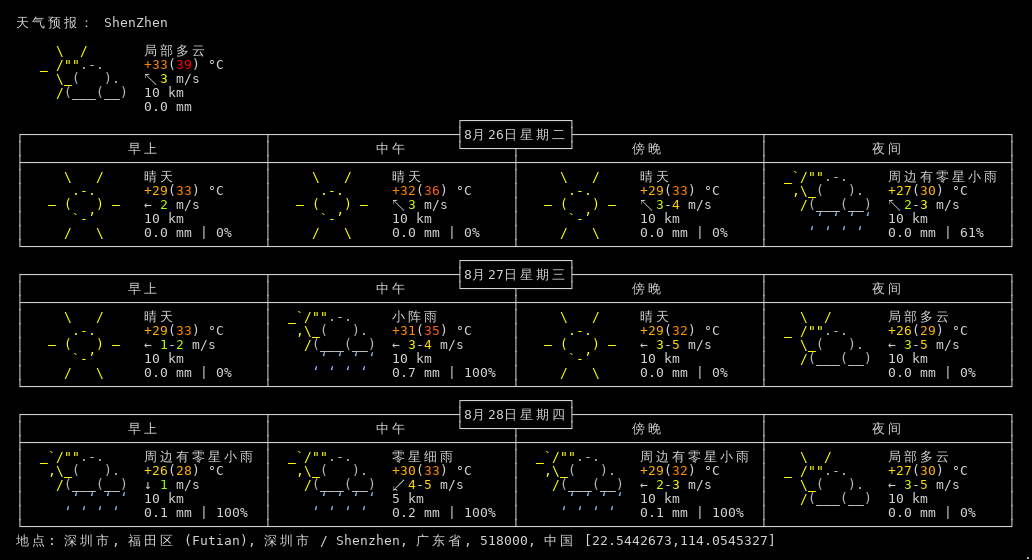 天气预报： ShenZhen
局部多云
+33(39) °C
↖ 3 m/s
10 km
0.0 mm
8月26日星期二
早上 中午 傍晚 夜间
晴天 晴天 晴天 周边有零星小雨
+29(33) °C +32(36) °C +29(33) °C +27(30) °C
← 2 m/s ↖ 3 m/s ↖ 3-4 m/s ↖ 2-3 m/s
10 km 10 km 10 km 10 km
0.0 mm | 0% 0.0 mm | 0% 0.0 mm | 0% 0.0 mm | 61%
8月27日星期三
早上 中午 傍晚 夜间
晴天 小阵雨 晴天 局部多云
+29(33) °C +31(35) °C +29(32) °C +26(29) °C
← 1-2 m/s ← 3-4 m/s ← 3-5 m/s ← 3-5 m/s
10 km 10 km 10 km 10 km
0.0 mm | 0% 0.7 mm | 100% 0.0 mm | 0% 0.0 mm | 0%
8月28日星期四
早上 中午 傍晚 夜间
周边有零星小雨 零星细雨 周边有零星小雨 局部多云
+26(28) °C +30(33) °C +29(32) °C +27(30) °C
↓ 1 m/s ↙ 4-5 m/s ← 2-3 m/s ← 3-5 m/s
10 km 5 km 10 km 10 km
0.1 mm | 100% 0.2 mm | 100% 0.1 mm | 100% 0.0 mm | 0%
地点: 深圳市, 福田区 (Futian), 深圳市 / Shenzhen, 广东省, 518000, 中国 [22.5442673,114.0545327]